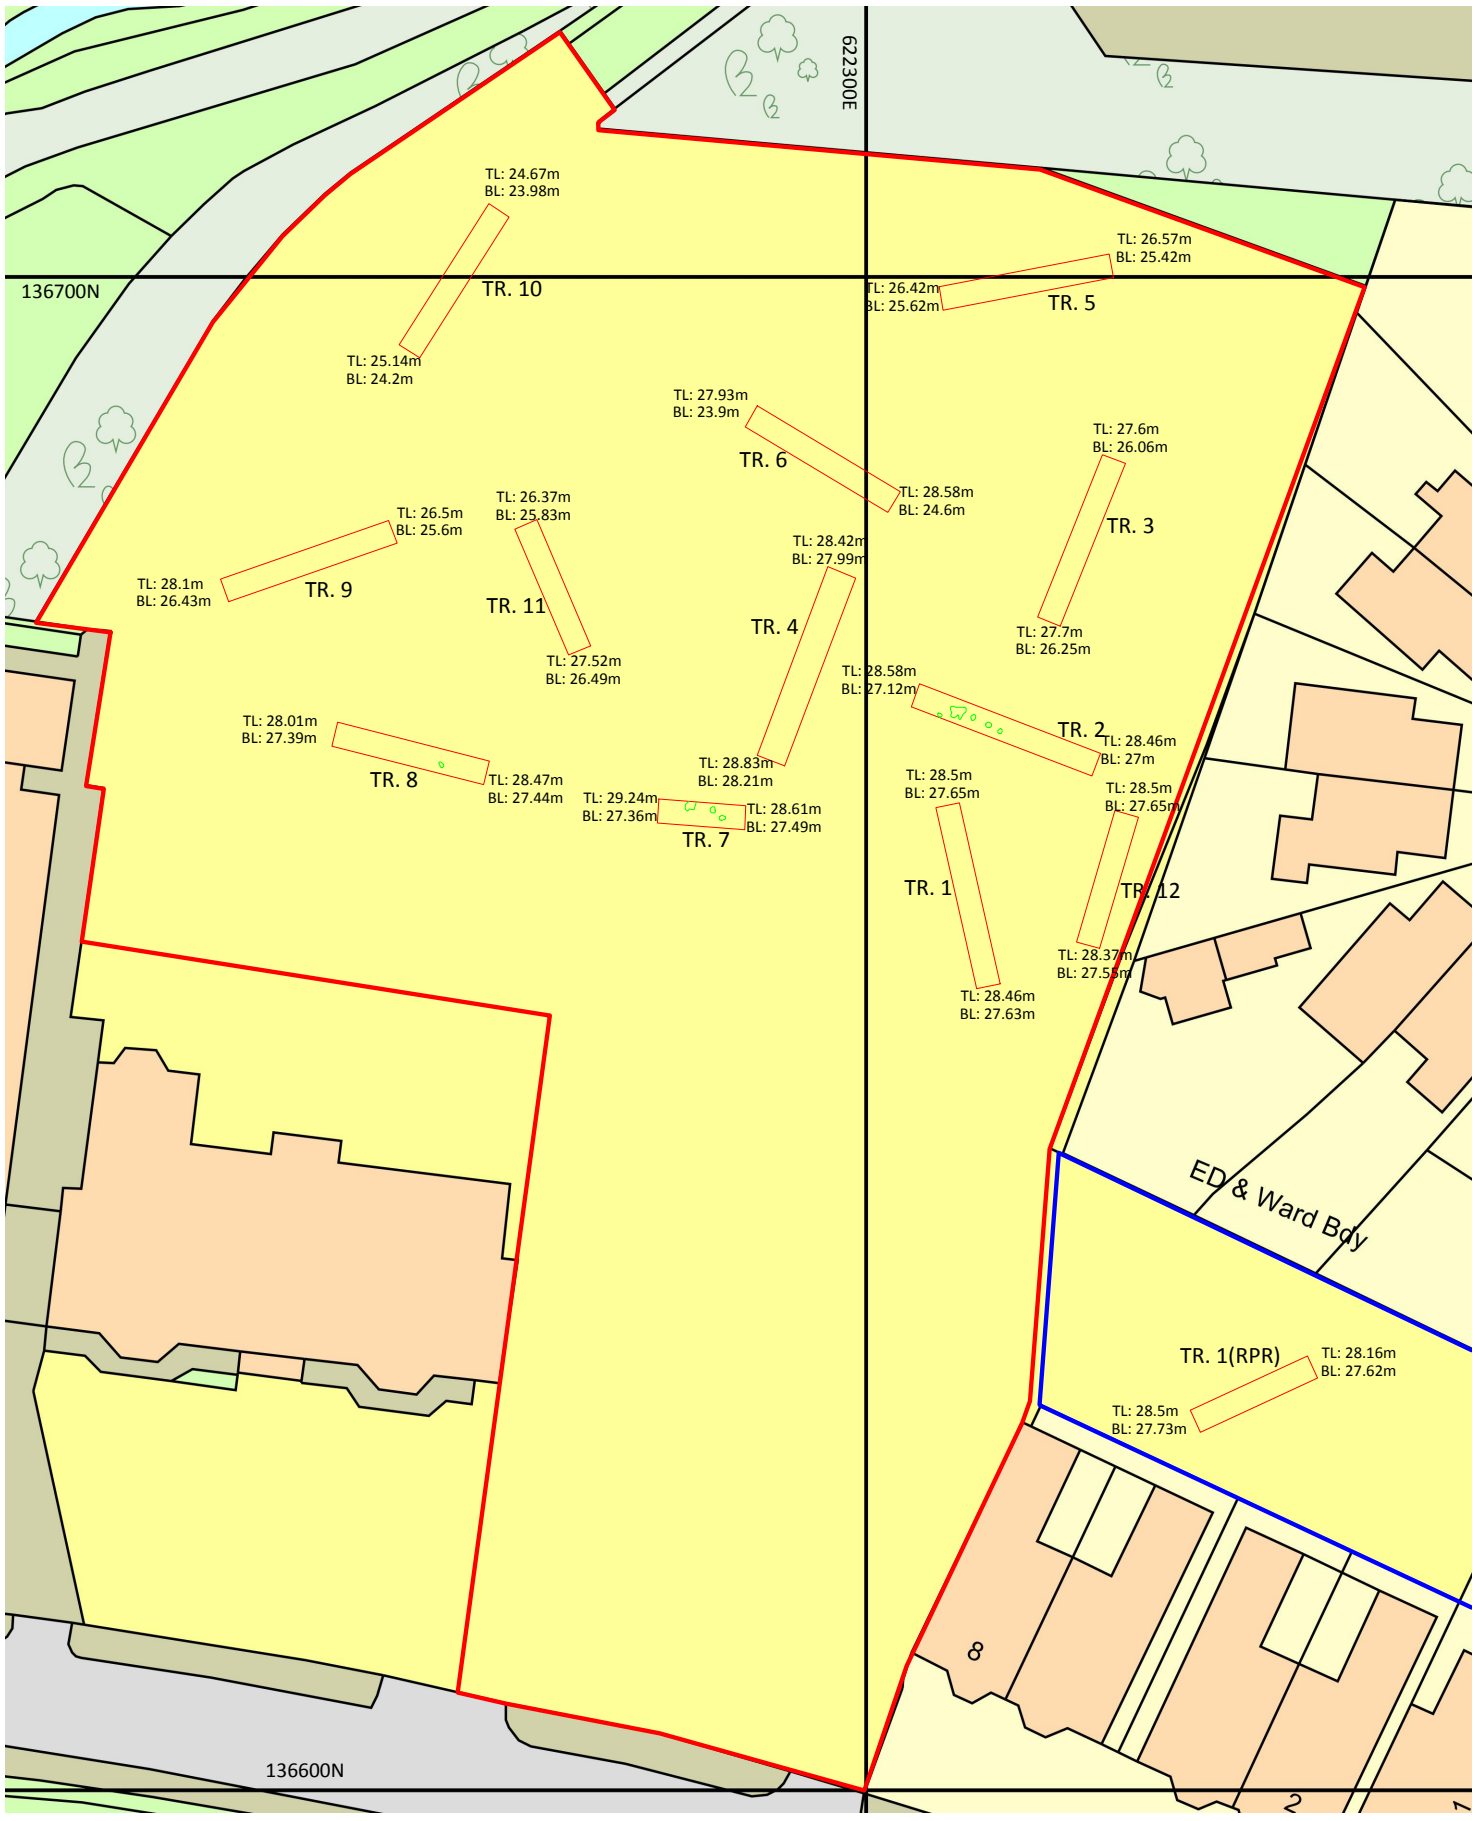 622300E
TL: 24.67m
BL: 23.98m
TR. 10
136700N
TL: 25.14m
BL: 24.2m
TL: 26.57m
BL: 25.42m
TL: 26.42m
BL: 25.62m
TR. 5
TL: 27.93m
BL: 23.9m
TR. 6
TL: 28.58m
BL: 24.6m
TL: 27.6m
BL: 26.06m
TR. 3
TL: 27.7m
BL: 26.25m
TL: 26.5m
BL: 25.6m
TL: 28.1m
BL: 26.43m
TR. 9
TL: 26.37m
BL: 25.83m
TR. 11
TL: 27.52m
BL: 26.49m
TL: 28.42m
BL: 27.99m
TR. 4
TL: 28.83m
BL: 28.21m
TL: 28.58m
BL: 27.12m
TR. 2
TL: 28.46m
BL: 27m
TL: 28.01m
BL: 27.39m
TR. 8
TL: 28.47m
BL: 27.44m
TL: 29.24m
BL: 27.36m
TL: 28.61m
BL: 27.49m
TR. 7
TL: 28.5m
BL: 27.65m
TR. 1
TL: 28.46m
BL: 27.63m
TL: 28.5m
BL: 27.65m
TR. 12
TL: 28.37m
BL: 27.55m
ED & Ward Bdy
TR. 1(RPR)
TL: 28.16m
BL: 27.62m
TL: 28.5m
BL: 27.73m
8
136600N
2
1